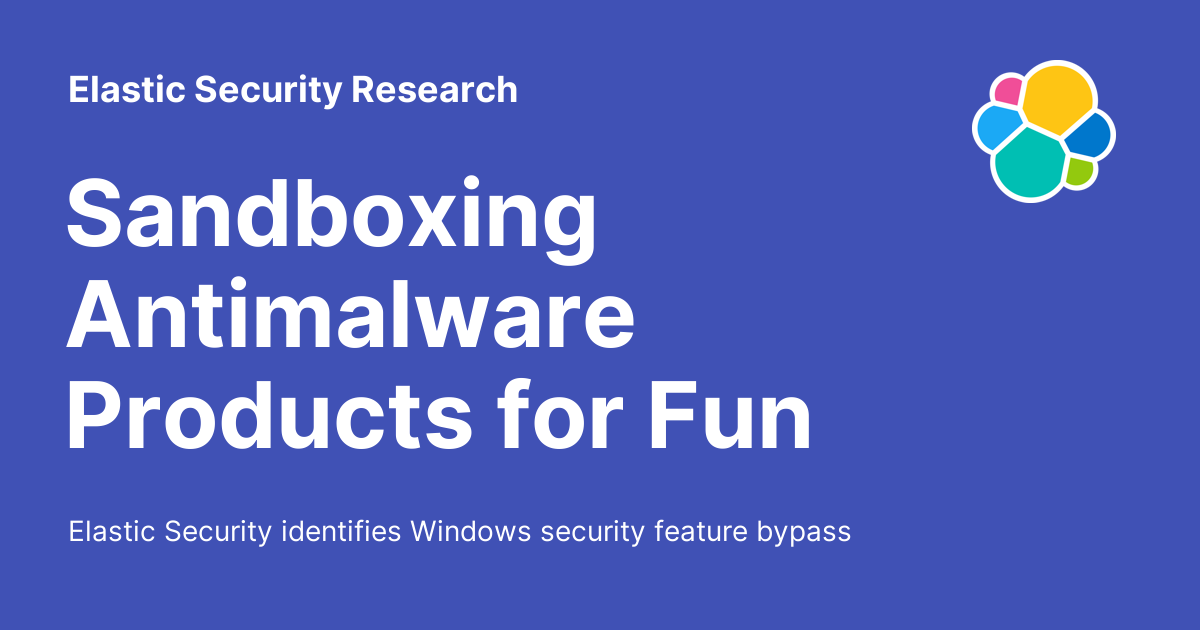 Elastic Security Research
Sandboxing
Antimalware
Products for Fun
Elastic Security identifies Windows security feature bypass